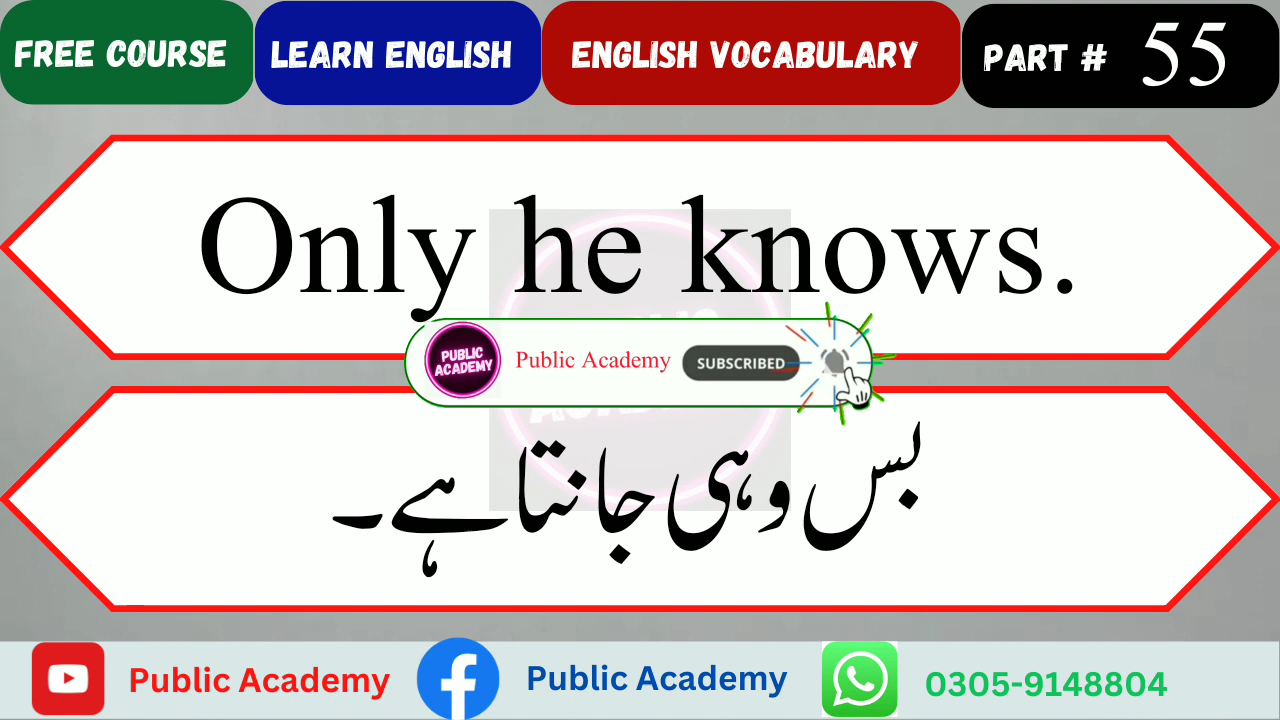 FREE COURSE
LEARN ENGLISH
ENGLISH VOCABULARY
PART # 55
Only he knows.
PUBLIC
ACADEMY
Public Academy
SUBSCRIBED
بس وہی جانتا ہے۔
Public Academy
Public Academy
0305-9148804